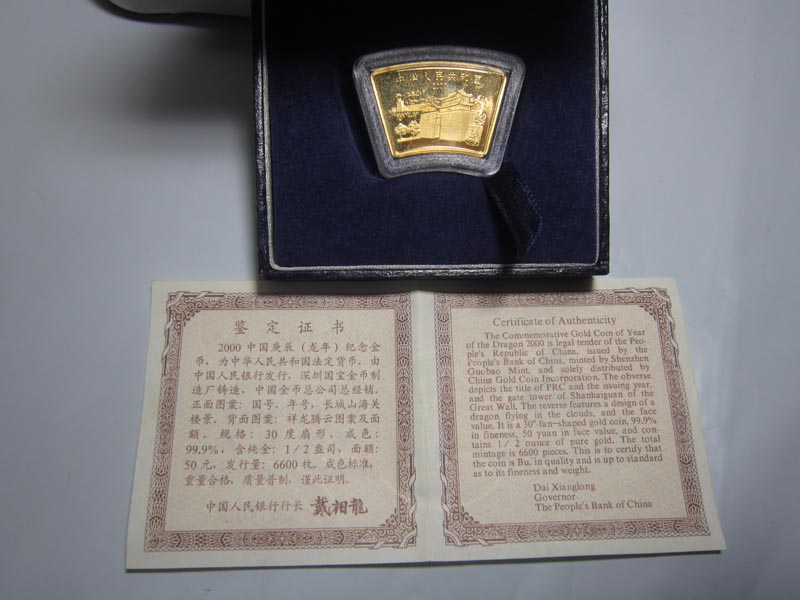 中华人民共和国
2000
鉴定证书
2000中国庚辰（龙年）纪念金
币，为中华人民共和国法定货币，由
中国人民银行发行，深圳国宝金币制
造厂铸造，中国金币总公司总经销。
正面图案：国号、年号，长城山海关
楼景。背面图案：祥龙腾云图案及面
额。规格：30度扇形，成色：
99.9%，含纯金：1/2盎司，面额：
50元，发行量：6600枚。成色标准，
重量合格，质量普制，谨此证明。
中国人民银行行长 戴相龍
Certificate of Authenticity
The Commemorative Gold Coin of Year
of the Dragon 2000 is legal tender of the Peo-
ple's Republic of China, issued by the
People's Bank of China, minted by Shenzhen
Guobao Mint, and solely distributed by
China Gold Coin Incorporation. The obverse
depicts the title of PRC and the issuing year,
and the gate tower of Shanhaiguan of the
Great Wall. The reverse features a design of a
dragon flying in the clouds, and the face
value. It is a 30°fan-shaped gold coin, 99.9%
in fineness, 50 yuan in face value, and con-
tains 1/2 ounce of pure gold. The total
mintage is 6600 pieces. This is to certify that
the coin is Bu. in quality and is up to standard
as to its fineness and weight.
Dai Xianglong
Governor
The People's Bank of China